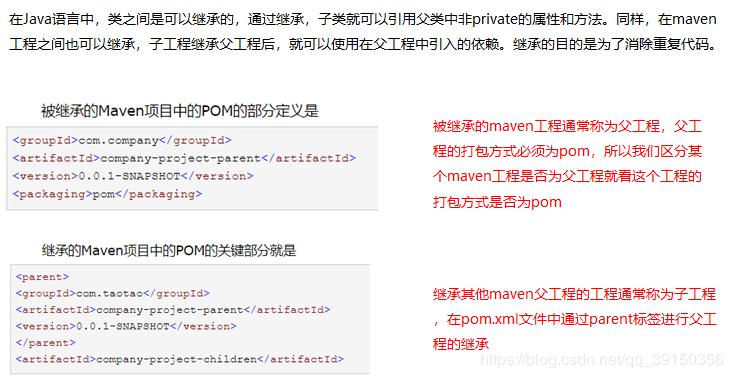 在Java语言中，类之间是可以继承的，通过继承，子类就可以引用父类中非private的属性和方法。同样，在maven
工程之间也可以继承，子工程继承父工程后，就可以使用在父工程中引入的依赖。继承的目的是为了消除重复代码。
被继承的Maven项目中的POM的部分定义是
<groupId>com.company</groupId>
<artifactId>company-project-parent</artifactId>
<version>0.0.1-SNAPSHOT</version>
<packaging>pom</packaging>
被继承的maven工程通常称为父工程，父工
程的打包方式必须为pom，所以我们区分某
个maven工程是否为父工程就看这个工程的
打包方式是否为pom
继承的Maven项目中的POM的关键部分就是
<parent>
<groupId>com.taotao</groupId>
<artifactId>company-project-parent</artifactId>
<version>0.0.1-SNAPSHOT</version>
</parent>
<artifactId>company-project-children</artifactId>
继承其他maven父工程的工程通常称为子工程
，在pom.xml文件中通过parent标签进行父工
程的继承
https://blog.csdn.net/qq_39150356